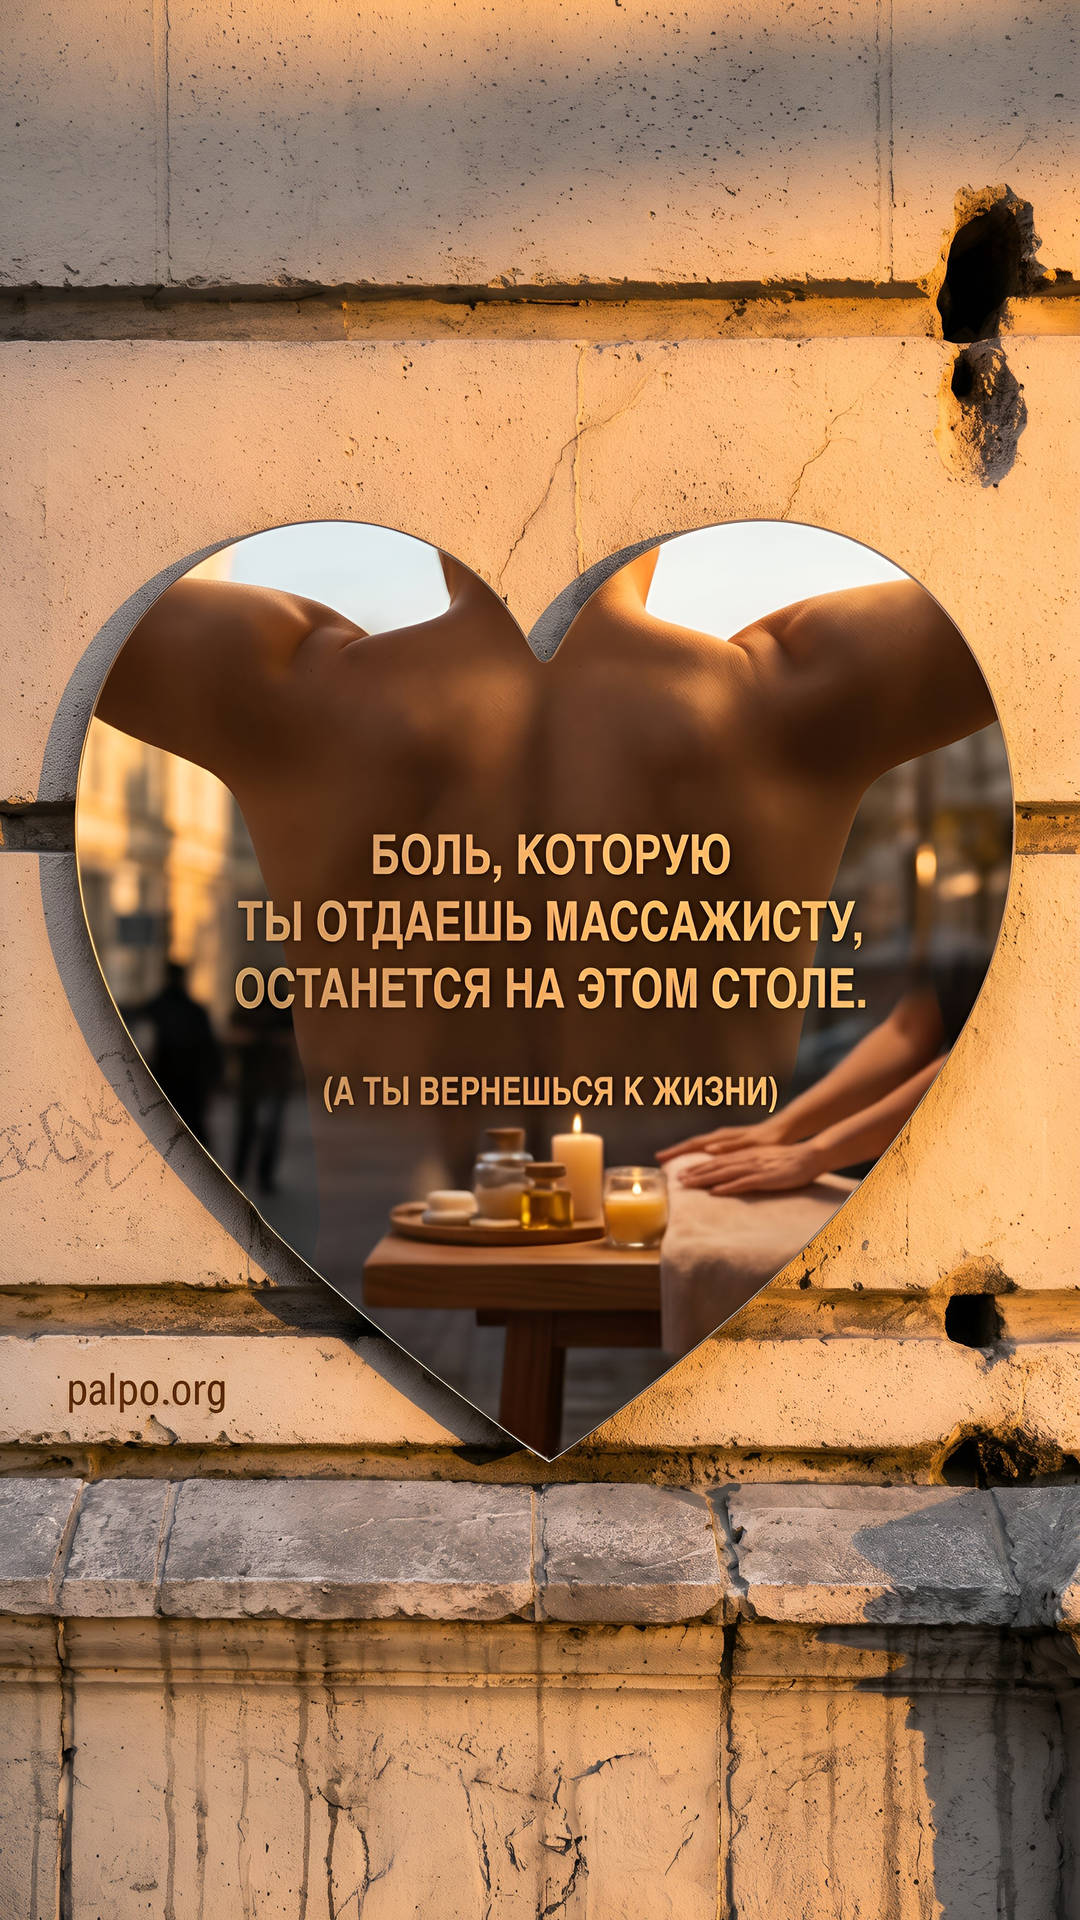 БОЛЬ, КОТОРУЮ
ТЫ ОТДАЕШЬ МАССАЖИСТУ,
ОСТАНЕТСЯ НА ЭТОМ СТОЛЕ.
(А ТЫ ВЕРНЕШЬСЯ К ЖИЗНИ)
palpo.org